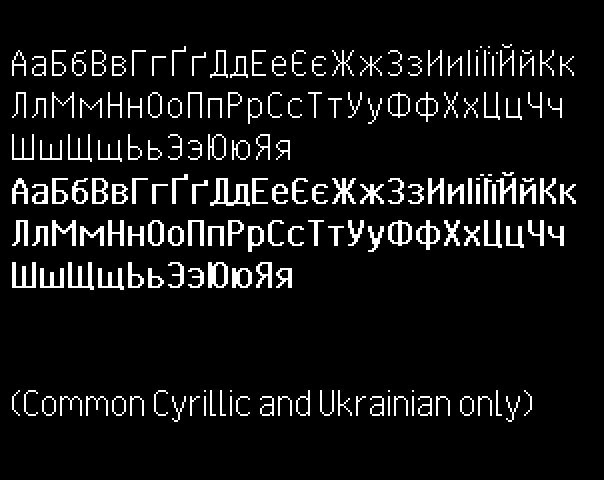 АаБбВвГгҐґДдЕеЄєЖжЗзИиІіЇїЙйКк
ЛлМмНнОоПпРрСсТтУуФфХхЦцЧч
ШшЩщЬьЭэЮюЯя
АаБбВвГгҐґДдЕеЄєЖжЗзИиІіЇїЙйКк
ЛлМмНнОоПпРрСсТтУуФфХхЦцЧч
ШшЩщЬьЭэЮюЯя
(Common Cyrillic and Ukrainian only)